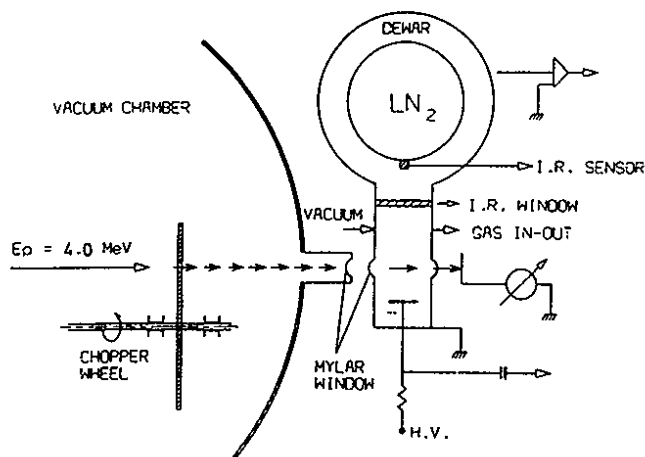 DEWAR
LN2
VACUUM CHAMBER
I.R. SENSOR
VACUUM
I.R. WINDOW
GAS IN-OUT
Ep = 4.0 MeV
CHOPPER
WHEEL
MYLAR
WINDOW
H.V.